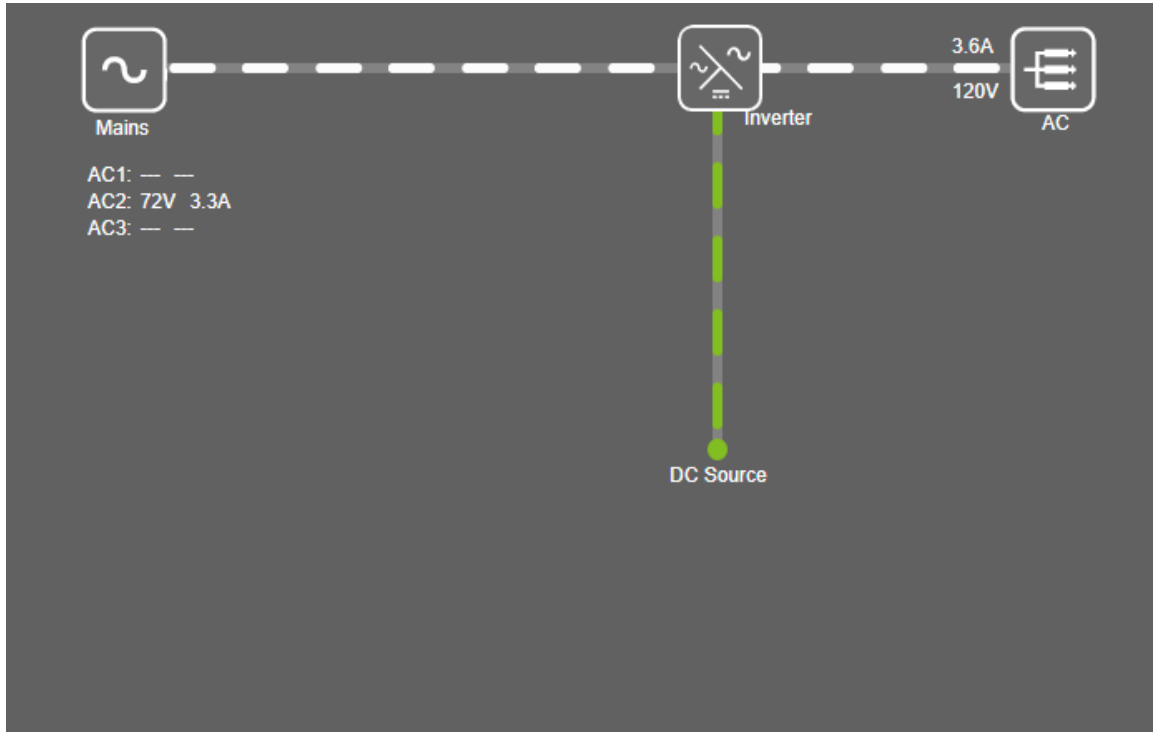 3.6A
120V
Mains
Inverter
AC
AC1: --- ---
AC2: 72V 3.3A
AC3: --- ---
DC Source